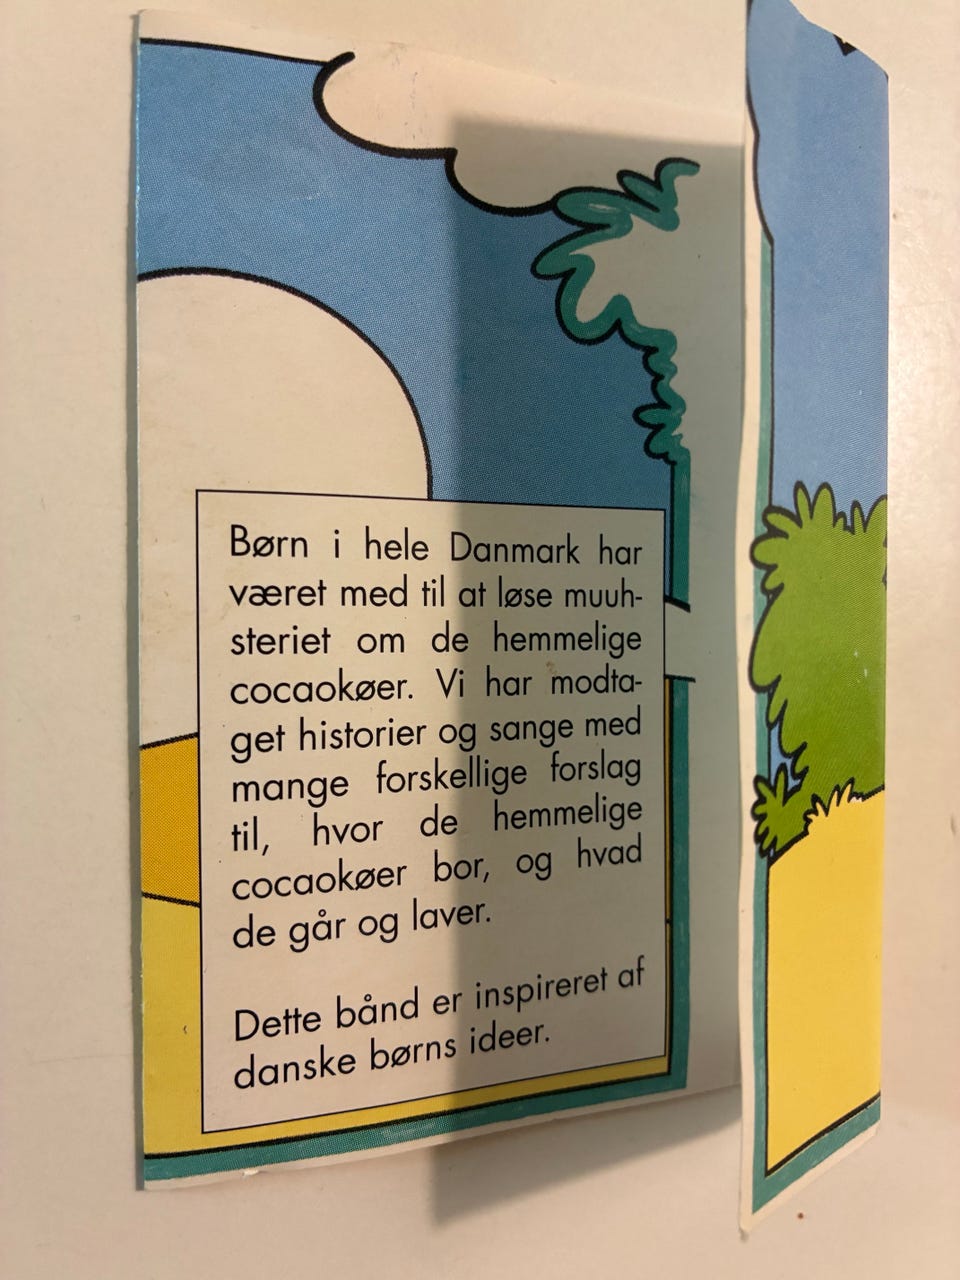 Børn i hele Danmark har
været med til at løse muuh-
steriet om de hemmelige
cocaokøer. Vi har modta-
get historier og sange med
mange forskellige forslag
til, hvor de hemmelige
cocaokøer bor, og hvad
de går og laver.
Dette bånd er inspireret af
danske børns ideer.